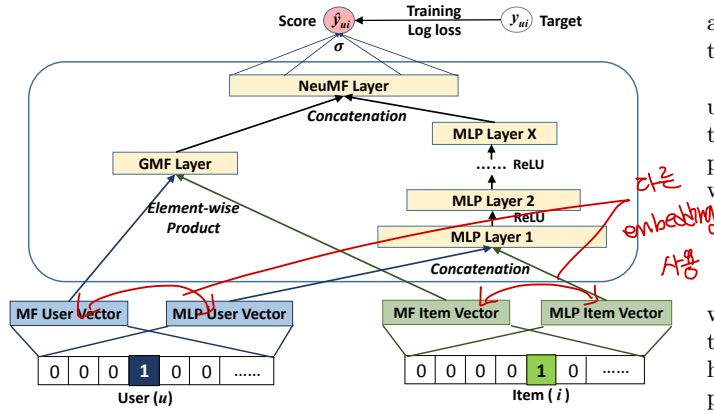 Score ŷui Training yui Target
Log loss
σ
NeuMF Layer
Concatenation
MLP Layer X
GMF Layer
...... ReLU
Element-wise
Product
MLP Layer 2
ReLU
MLP Layer 1
Concatenation
다른
embedding
사용
MF User Vector MLP User Vector MF Item Vector MLP Item Vector
0 0 0 1 0 0 ...... 0 0 0 0 1 0 ......
User (u) Item ( i )